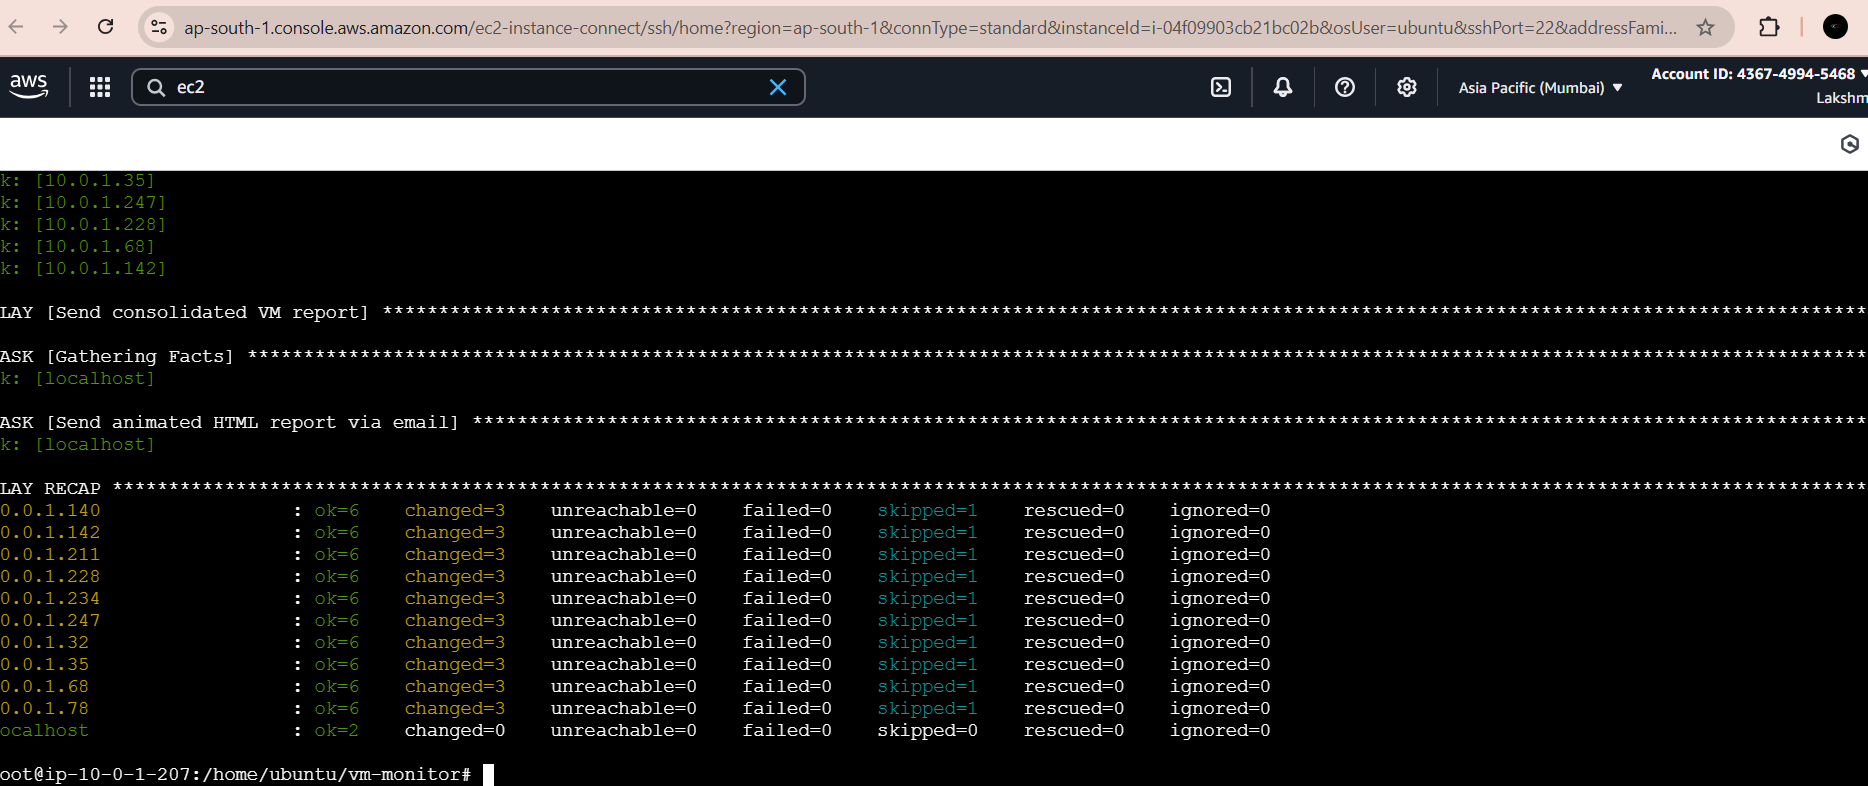 ap-south-1.console.aws.amazon.com/ec2-instance-connect/ssh/home?region=ap-south-1&connType=standard&instanceId=i-04f09903cb21bc02b&osUser=ubuntu&sshPort=22&addressFami...
aws
ec2
Asia Pacific (Mumbai)
Account ID: 4367-4994-5468
Lakshm
k: [10.0.1.35]
k: [10.0.1.247]
k: [10.0.1.228]
k: [10.0.1.68]
k: [10.0.1.142]
LAY [Send consolidated VM report] ************************************************************************************************************************************
ASK [Gathering Facts] ************************************************************************************************************************************************
k: [localhost]
ASK [Send animated HTML report via email] ****************************************************************************************************************************
k: [localhost]
LAY RECAP ************************************************************************************************************************************************************
0.0.1.140 : ok=6 changed=3 unreachable=0 failed=0 skipped=1 rescued=0 ignored=0
0.0.1.142 : ok=6 changed=3 unreachable=0 failed=0 skipped=1 rescued=0 ignored=0
0.0.1.211 : ok=6 changed=3 unreachable=0 failed=0 skipped=1 rescued=0 ignored=0
0.0.1.228 : ok=6 changed=3 unreachable=0 failed=0 skipped=1 rescued=0 ignored=0
0.0.1.234 : ok=6 changed=3 unreachable=0 failed=0 skipped=1 rescued=0 ignored=0
0.0.1.247 : ok=6 changed=3 unreachable=0 failed=0 skipped=1 rescued=0 ignored=0
0.0.1.32 : ok=6 changed=3 unreachable=0 failed=0 skipped=1 rescued=0 ignored=0
0.0.1.35 : ok=6 changed=3 unreachable=0 failed=0 skipped=1 rescued=0 ignored=0
0.0.1.68 : ok=6 changed=3 unreachable=0 failed=0 skipped=1 rescued=0 ignored=0
0.0.1.78 : ok=6 changed=3 unreachable=0 failed=0 skipped=1 rescued=0 ignored=0
ocalhost : ok=2 changed=0 unreachable=0 failed=0 skipped=0 rescued=0 ignored=0
oot@ip-10-0-1-207:/home/ubuntu/vm-monitor#